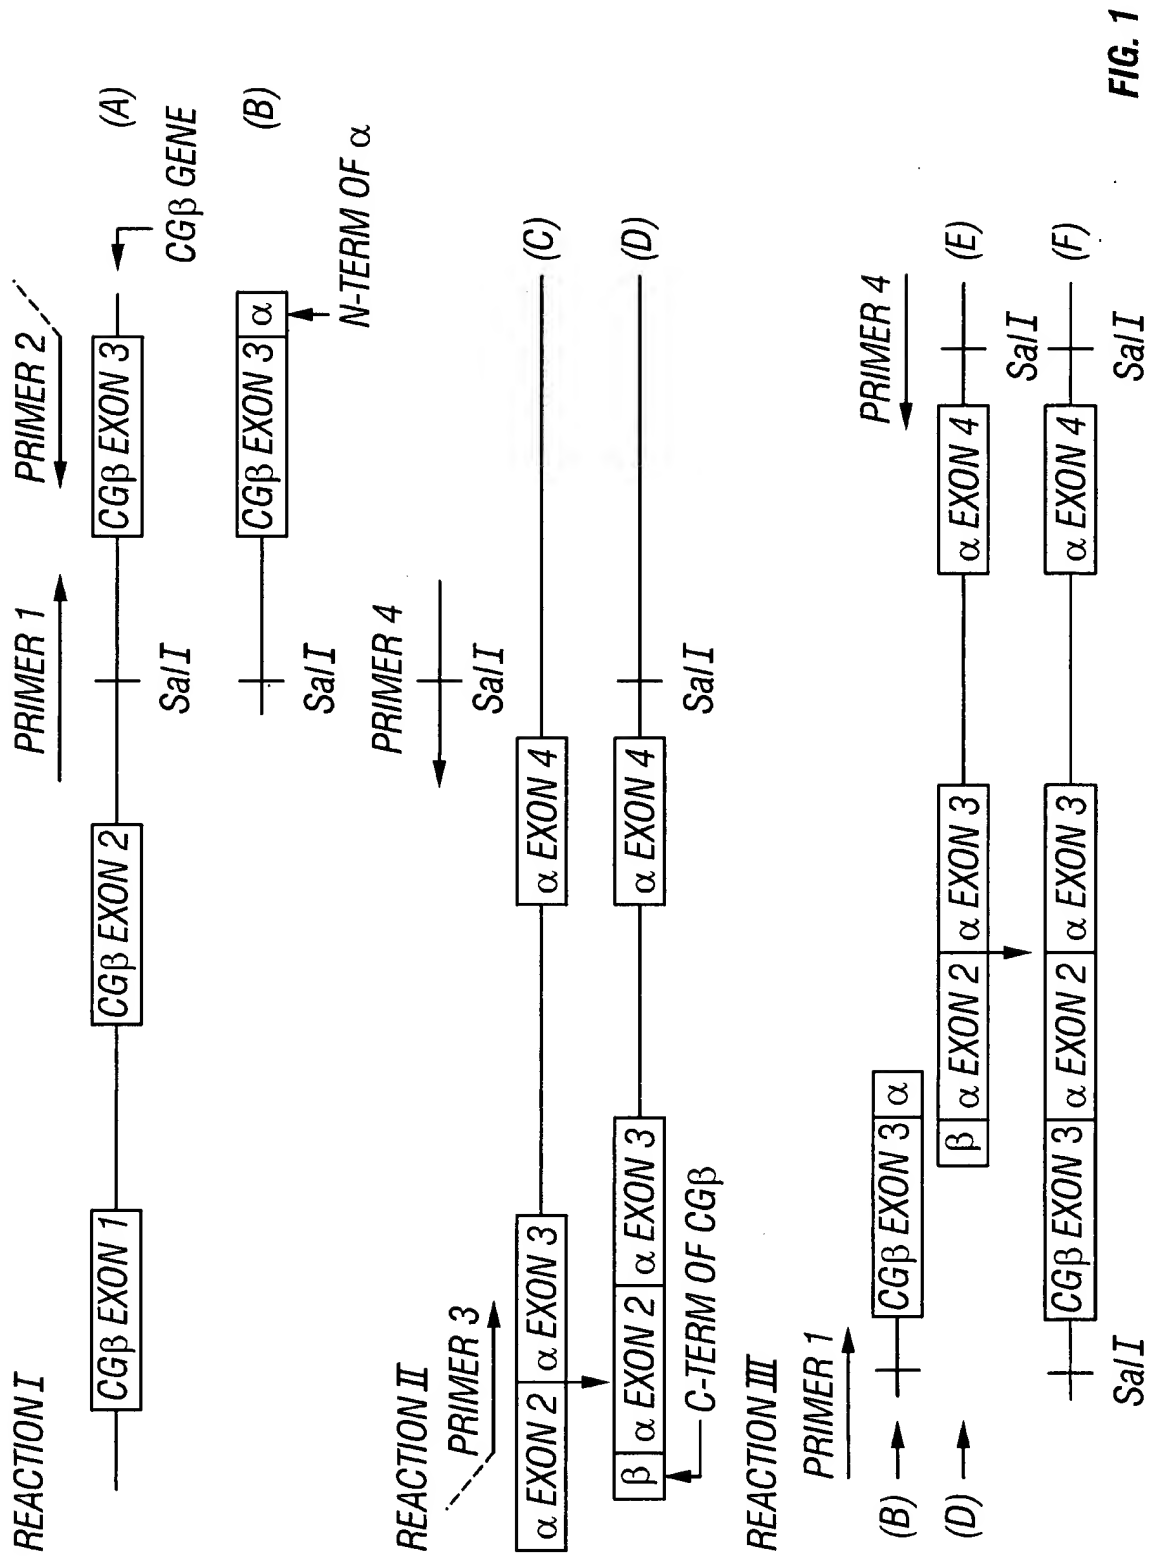 REACTION I
PRIMER 1
PRIMER 2
CGβ EXON 1
CGβ EXON 2
CGβ EXON 3
(A)
SalI
CGβ GENE
CGβ EXON 3
α
(B)
SalI
N-TERM OF α
REACTION II
PRIMER 3
PRIMER 4
SalI
α EXON 2
α EXON 3
α EXON 4
(C)
β
α EXON 2
α EXON 3
α EXON 4
(D)
SalI
C-TERM OF CGβ
REACTION III
PRIMER 1
PRIMER 4
(B)
CGβ EXON 3
α
(D)
β
α EXON 2
α EXON 3
α EXON 4
(E)
SalI
CGβ EXON 3
α EXON 2
α EXON 3
α EXON 4
(F)
SalI
SalI
FIG. 1